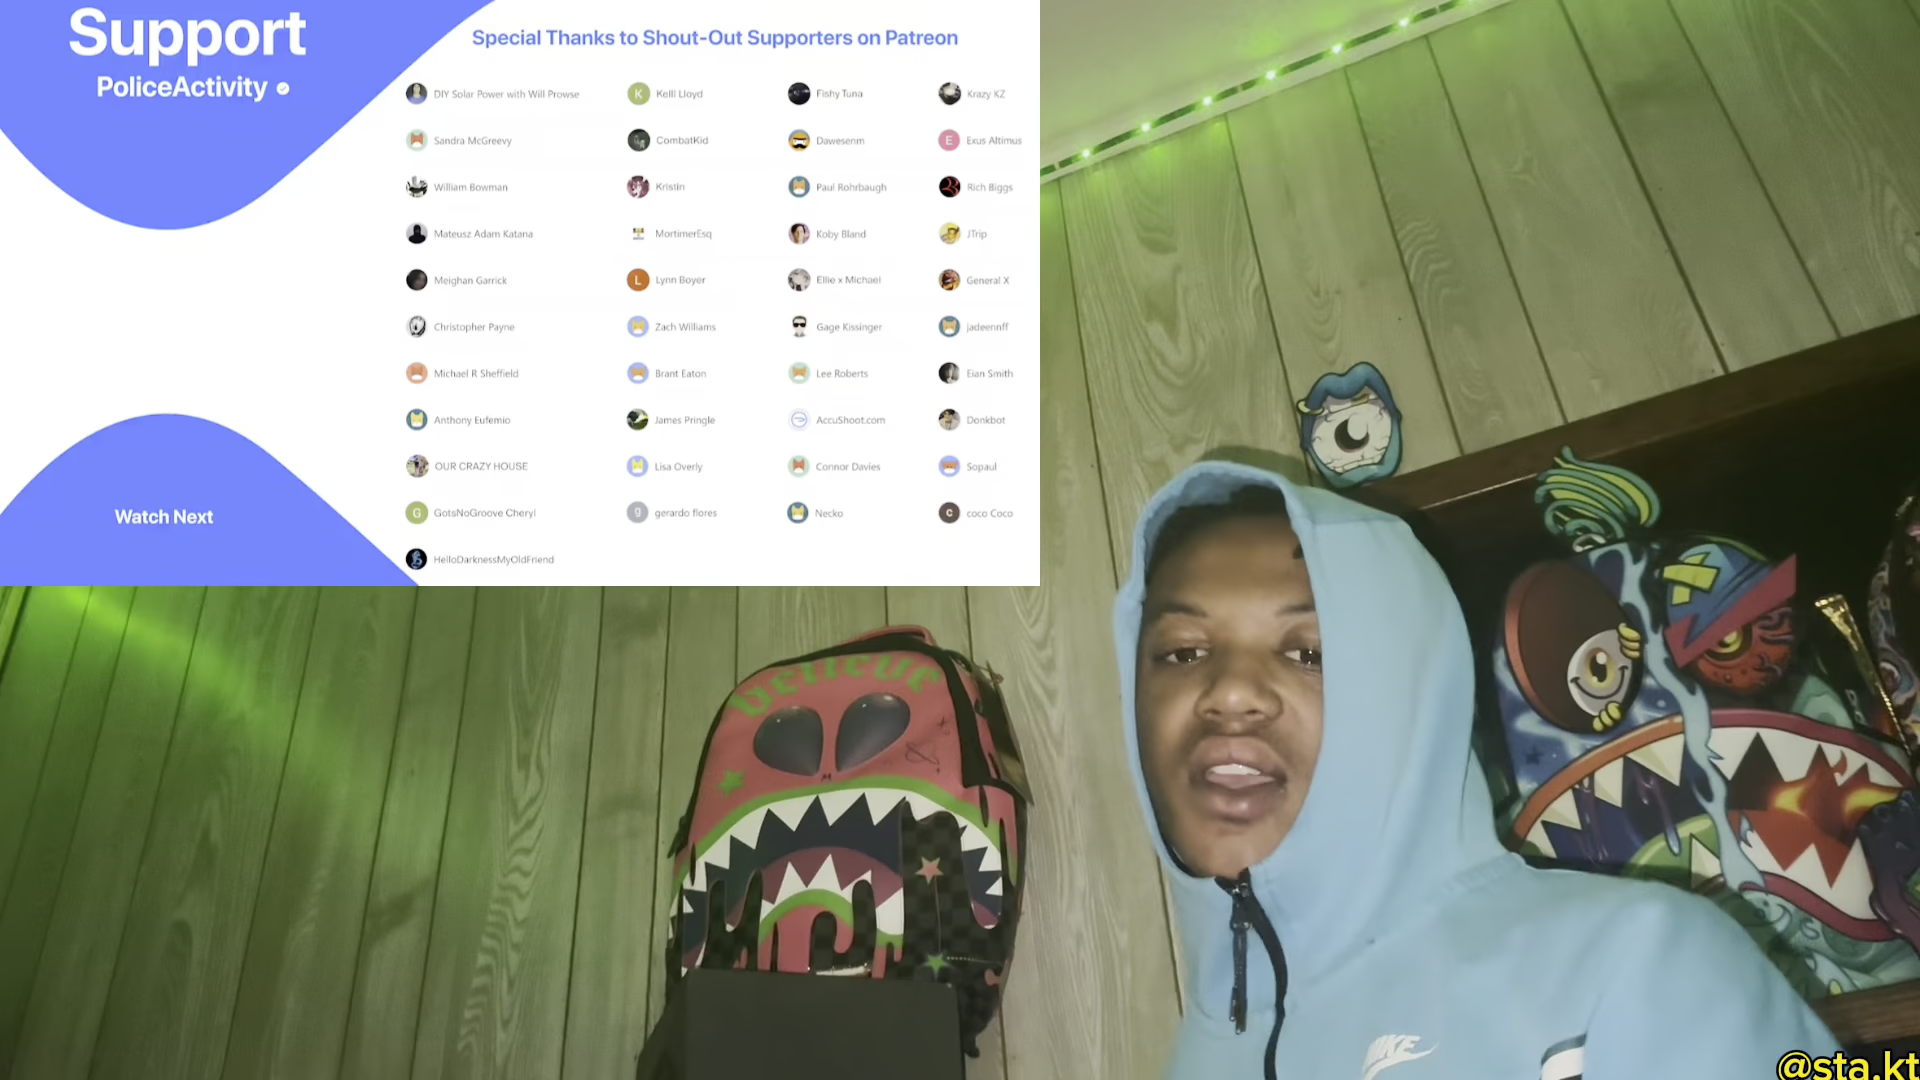 Support
PoliceActivity
Special Thanks to Shout-Out Supporters on Patreon
DIY Solar Power with Will Prowse
K
Kelli Lloyd
Fishy Tuna
Krazy KZ
Sandra McGreevy
CombatKid
Dawesenm
E
Exus Altimus
William Bowman
Kristin
Paul Rohrbaugh
Rich Biggs
Mateusz Adam Katana
MortimerEsq
Koby Bland
JTrip
Meighan Garrick
L
Lynn Boyer
Ellie x Michael
General X
Christopher Payne
Zach Williams
Gage Kissinger
jadeennff
Michael R Sheffield
Brant Eaton
Lee Roberts
Eian Smith
Anthony Eufemio
James Pringle
AccuShoot.com
Donkbot
OUR CRAZY HOUSE
Lisa Overly
Connor Davies
Sopaul
G
GotsNoGroove Cheryl
g
gerardo flores
Necko
c
coco Coco
HelloDarknessMyOldFriend
Watch Next
believe
NIKE
@sta.kt